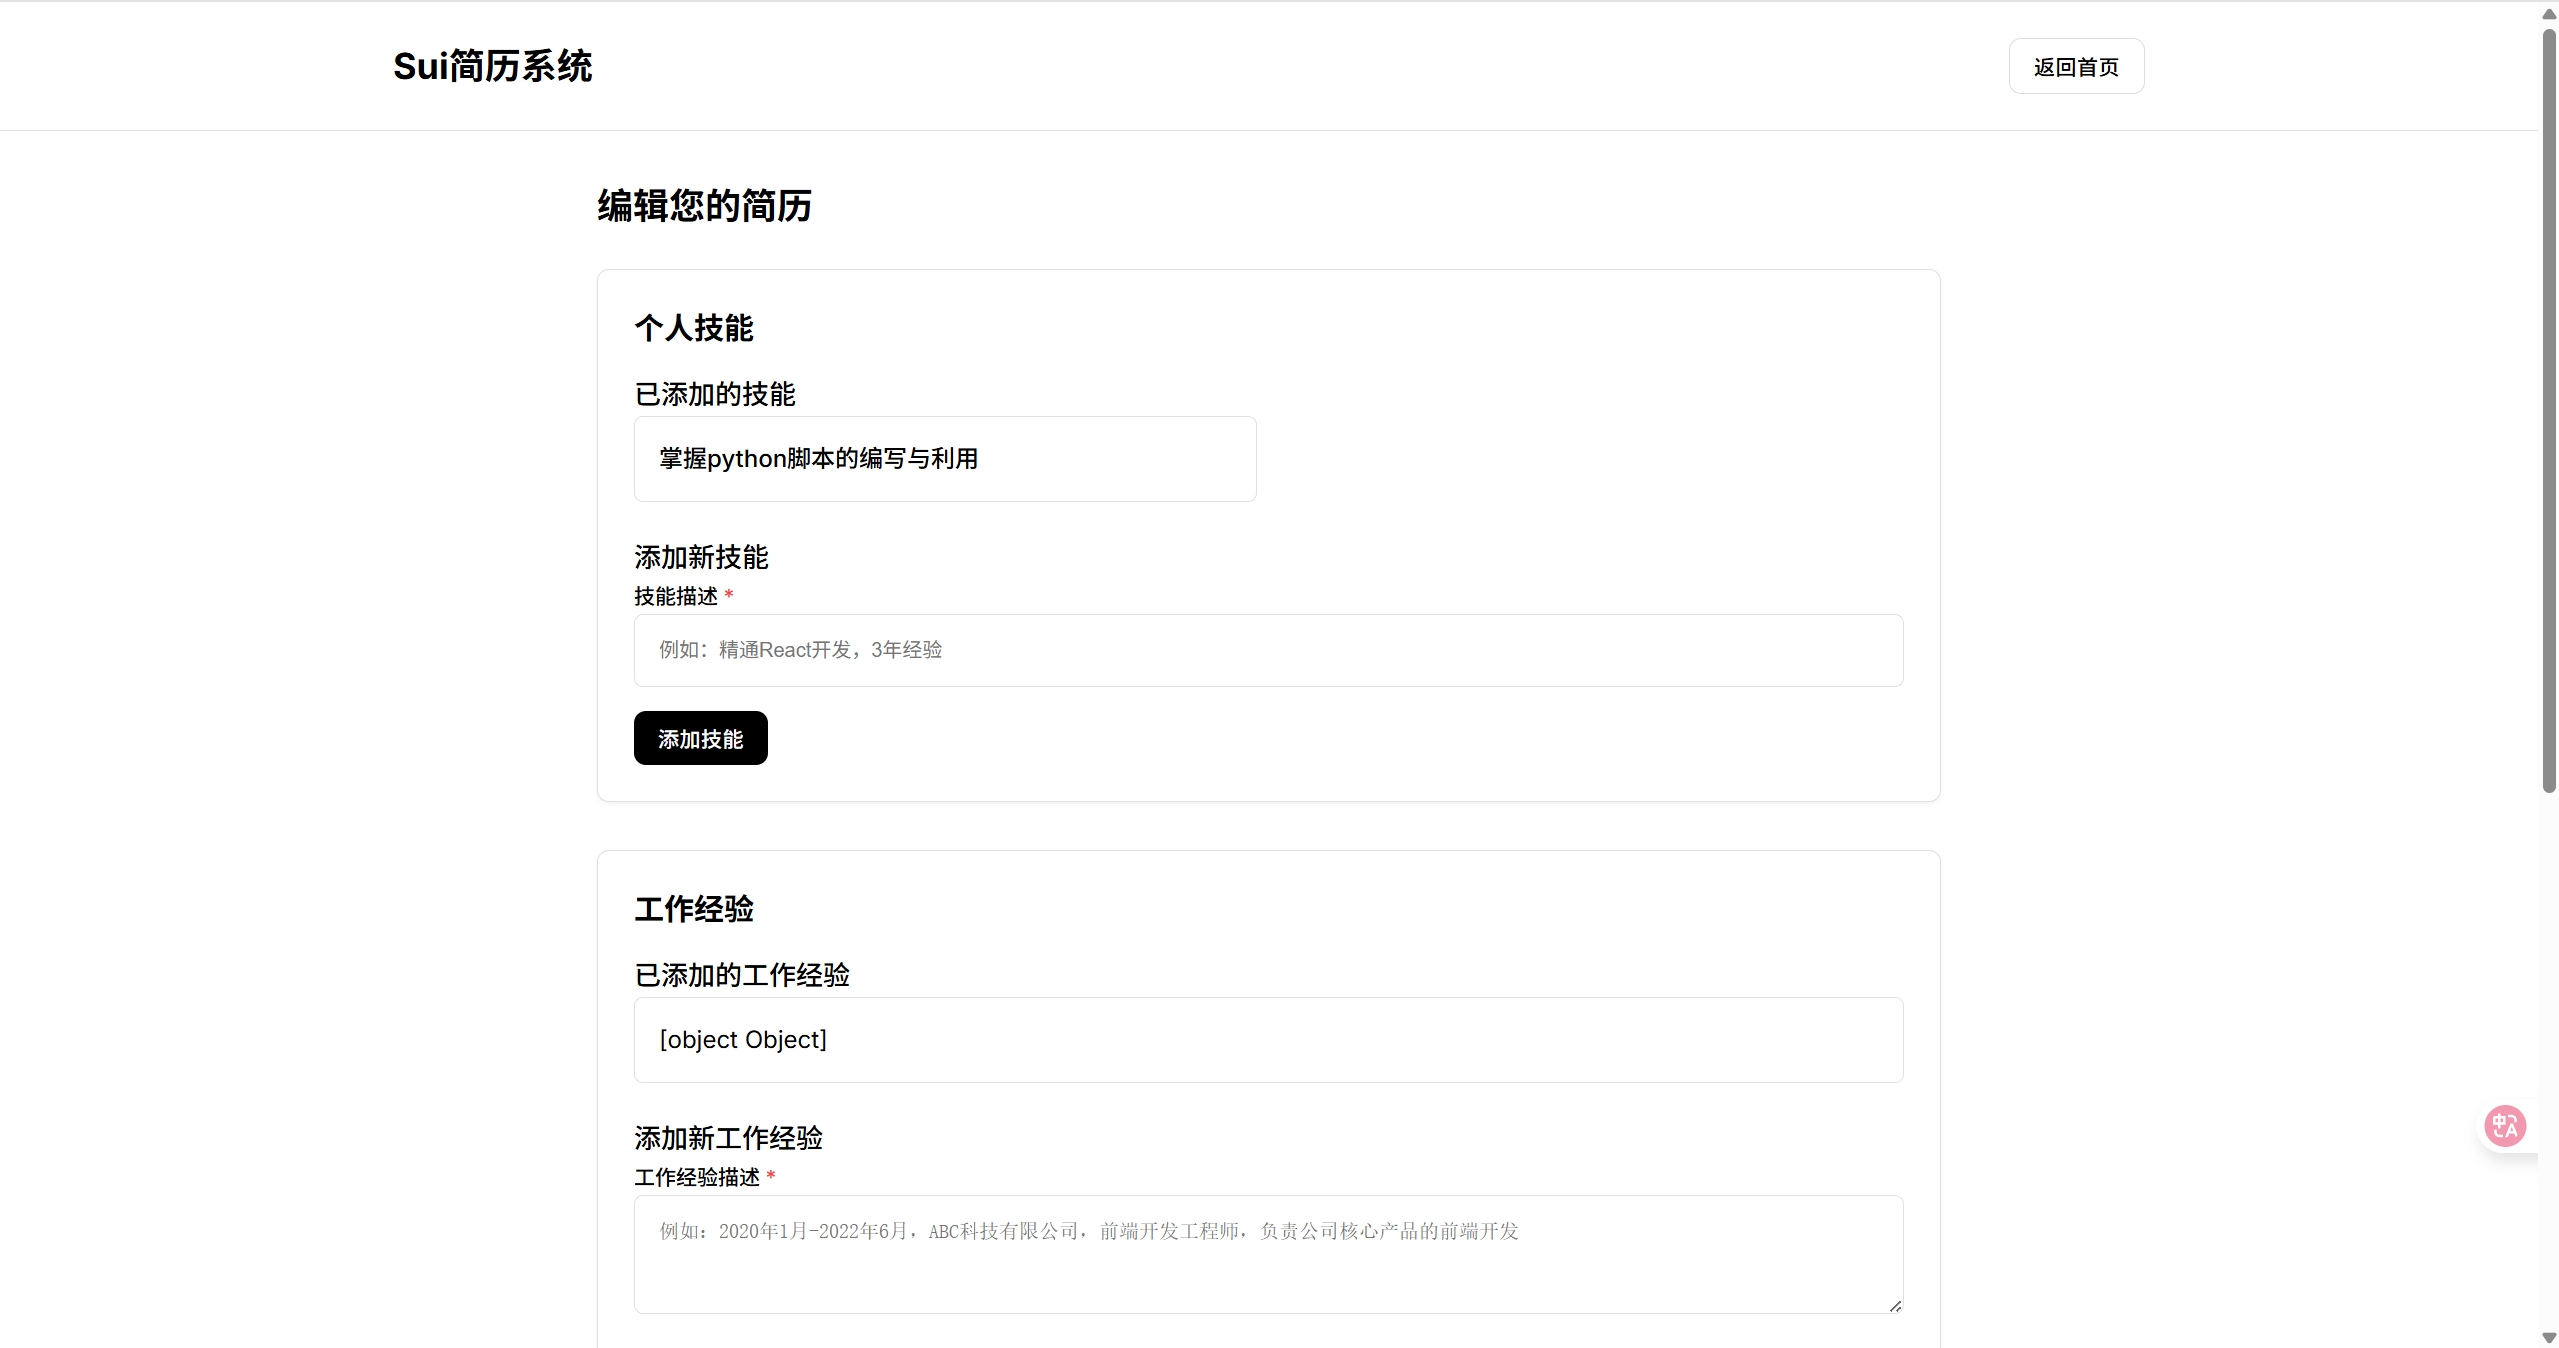 Sui简历系统
返回首页
编辑您的简历
个人技能
已添加的技能
掌握python脚本的编写与利用
添加新技能
技能描述 *
例如：精通React开发，3年经验
添加技能
工作经验
已添加的工作经验
[object Object]
添加新工作经验
工作经验描述 *
例如：2020年1月-2022年6月，ABC科技有限公司，前端开发工程师，负责公司核心产品的前端开发
中A